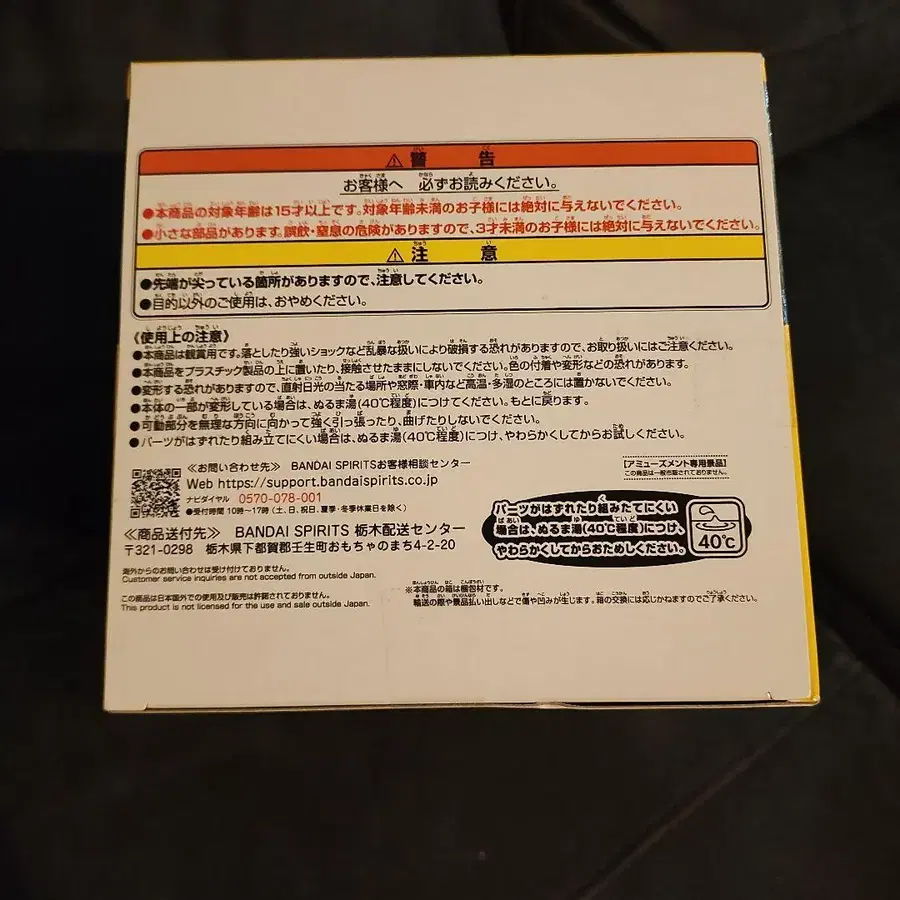 ⚠警告
お客様へ 必ずお読みください。
●本商品の対象年齢は15才以上です。対象年齢未満のお子様には絶対に与えないでください。
●小さな部品があります。誤飲・窒息の危険がありますので、3才未満のお子様には絶対に与えないでください。
⚠注意
●先端が尖っている箇所がありますので、注意してください。
●目的以外のご使用は、おやめください。
《使用上の注意》
●本商品は観賞用です。落としたり強いショックなど乱暴な扱いにより破損する恐れがありますので、お取り扱いにはご注意ください。
●本商品をプラスチック製品の上に置いたり、接触させたままにしないでください。色の付着や変形などの恐れがあります。
●変形する恐れがありますので、直射日光の当たる場所や窓際・車内など高温・多湿のところには置かないでください。
●本体の一部が変形している場合は、ぬるま湯(40℃程度)につけてください。もとに戻ります。
●可動部分を無理な方向に向かって強く引っ張ったり、曲げたりしないでください。
●パーツがはずれたり組み立てにくい場合は、ぬるま湯(40℃程度)につけ、やわらかくしてからお試しください。
≪お問い合わせ先≫ BANDAI SPIRITSお客様相談センター
Web https://support.bandaispirits.co.jp
ナビダイヤル 0570-078-001
●受付時間 10時〜17時 (土、日、祝日、夏季・冬季休業日を除く)
≪商品送付先≫ BANDAI SPIRITS 栃木配送センター
〒321-0298 栃木県下都賀郡壬生町おもちゃのまち4-2-20
【アミューズメント専用景品】
この商品は一般市販されておりません。
パーツがはずれたり組みたてにくい
場合は、ぬるま湯(40℃程度)につけ、
やわらかくしてからおためしください。
40℃
海外からのお問い合わせは受け付けておりません。
Customer service inquiries are not accepted from outside Japan.
この商品は日本国外での使用及び販売は許諾されておりません。
This product is not licensed for the use and sale outside Japan.
※本商品の箱は梱包材です。
輸送の際や景品払い出しなどで傷や凹みが生じます。箱の交換には応じかねますのでご了承ください。